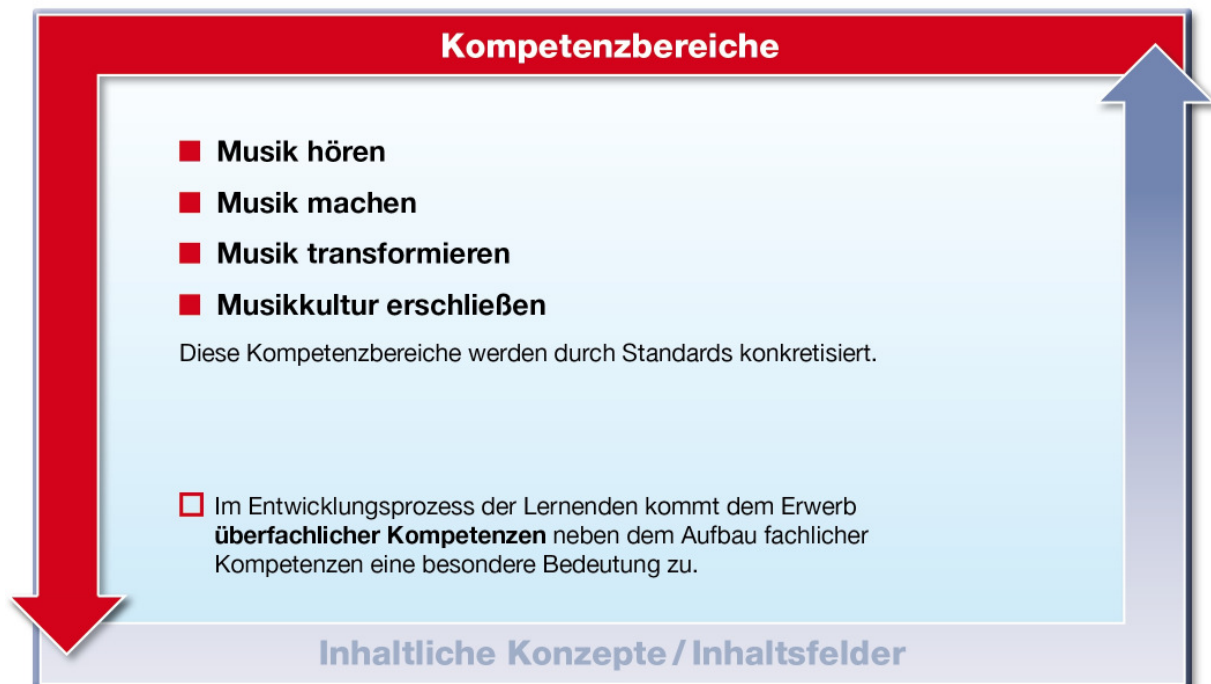 Kompetenzbereiche
Musik hören
Musik machen
Musik transformieren
Musikkultur erschließen
Diese Kompetenzbereiche werden durch Standards konkretisiert.
Im Entwicklungsprozess der Lernenden kommt dem Erwerb
überfachlicher Kompetenzen neben dem Aufbau fachlicher
Kompetenzen eine besondere Bedeutung zu.
Inhaltliche Konzepte / Inhaltsfelder